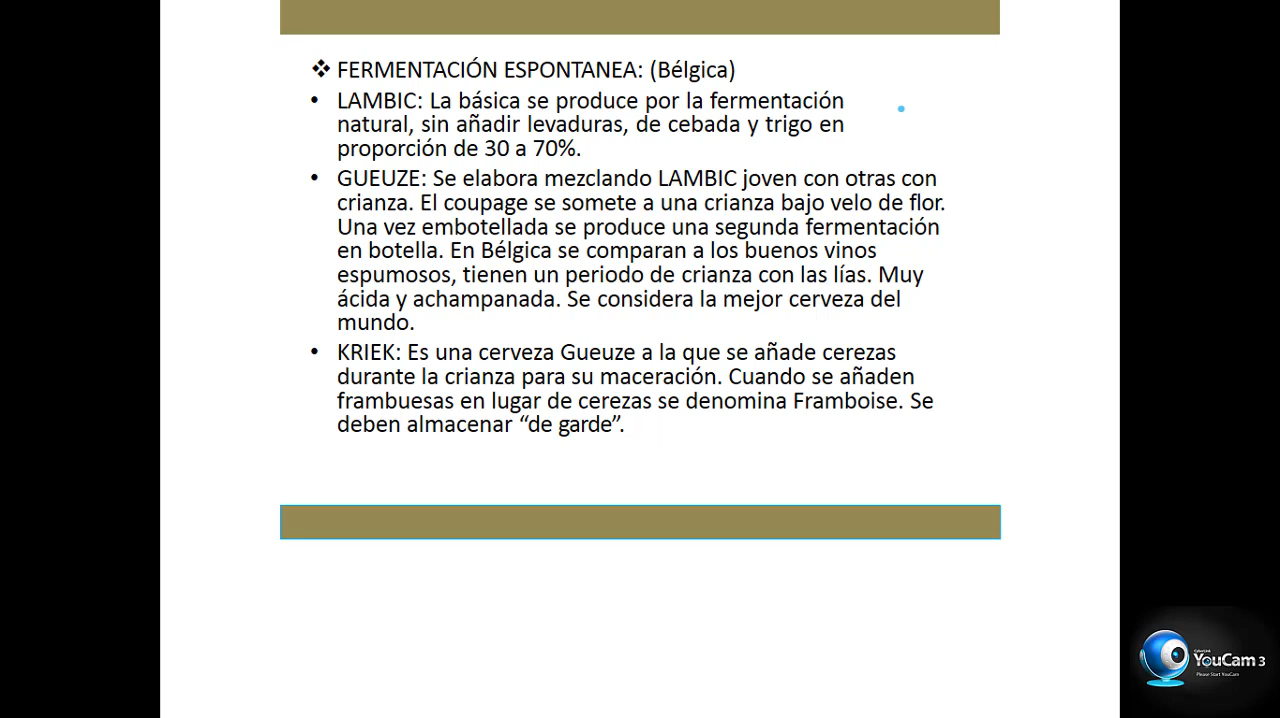 ❖ FERMENTACIÓN ESPONTANEA: (Bélgica)
• LAMBIC: La básica se produce por la fermentación
natural, sin añadir levaduras, de cebada y trigo en
proporción de 30 a 70%.
• GUEUZE: Se elabora mezclando LAMBIC joven con otras con
crianza. El coupage se somete a una crianza bajo velo de flor.
Una vez embotellada se produce una segunda fermentación
en botella. En Bélgica se comparan a los buenos vinos
espumosos, tienen un periodo de crianza con las lías. Muy
ácida y achampanada. Se considera la mejor cerveza del
mundo.
• KRIEK: Es una cerveza Gueuze a la que se añade cerezas
durante la crianza para su maceración. Cuando se añaden
frambuesas en lugar de cerezas se denomina Framboise. Se
deben almacenar “de garde”.
CyberLink
YouCam 3
Please Start YouCam